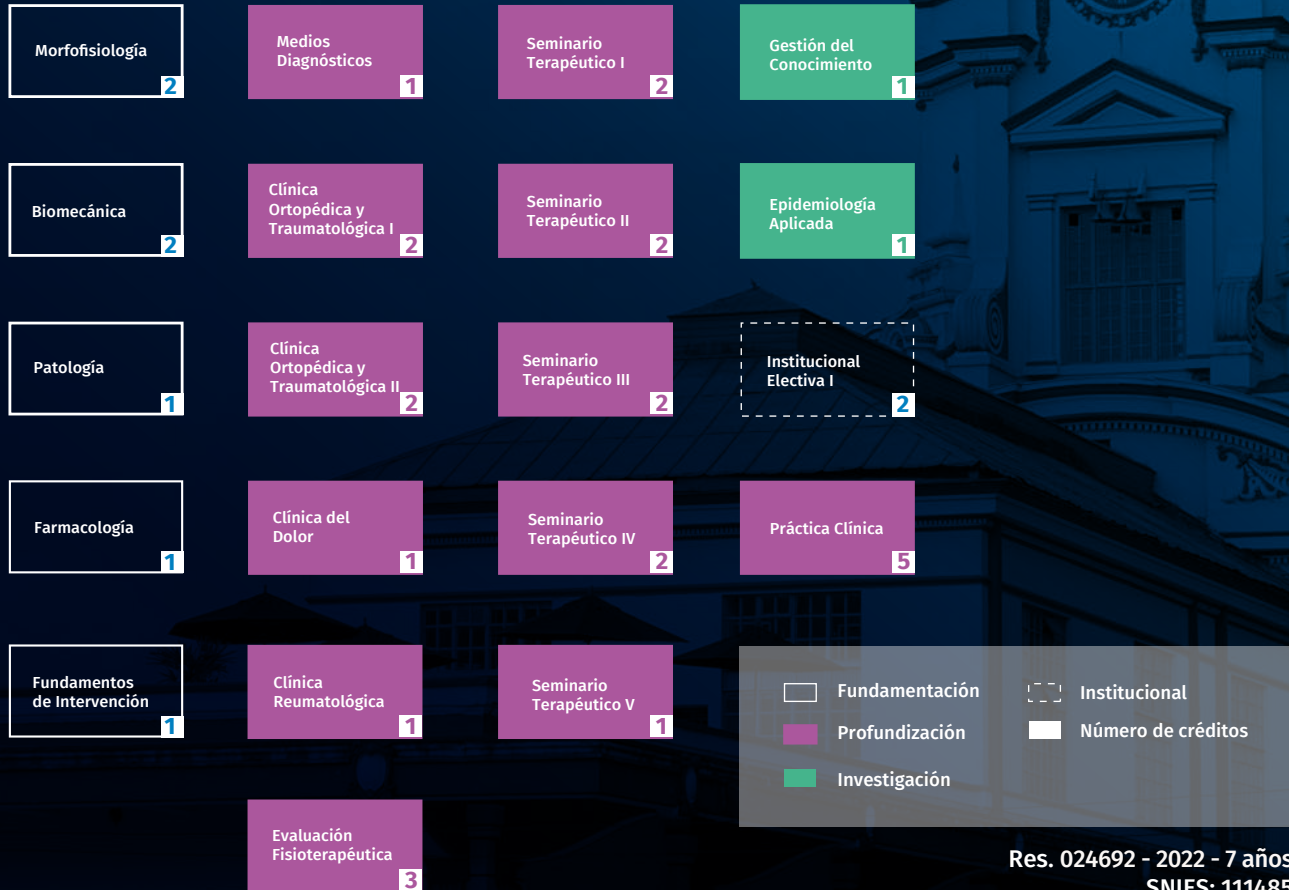 Morfofisiología
2
Medios
Diagnósticos
1
Seminario
Terapéutico I
2
Gestión del
Conocimiento
1
Biomecánica
2
Clínica
Ortopédica y
Traumatológica I
2
Seminario
Terapéutico II
2
Epidemiología
Aplicada
1
Patología
1
Clínica
Ortopédica y
Traumatológica II
2
Seminario
Terapéutico III
2
Institucional
Electiva I
2
Farmacología
1
Clínica del
Dolor
1
Seminario
Terapéutico IV
2
Práctica Clínica
5
Fundamentos
de Intervención
1
Clínica
Reumatológica
1
Seminario
Terapéutico V
1
Evaluación
Fisioterapéutica
3
Fundamentación
Institucional
Profundización
Número de créditos
Investigación
Res. 024692 - 2022 - 7 años
SNIES: 111485